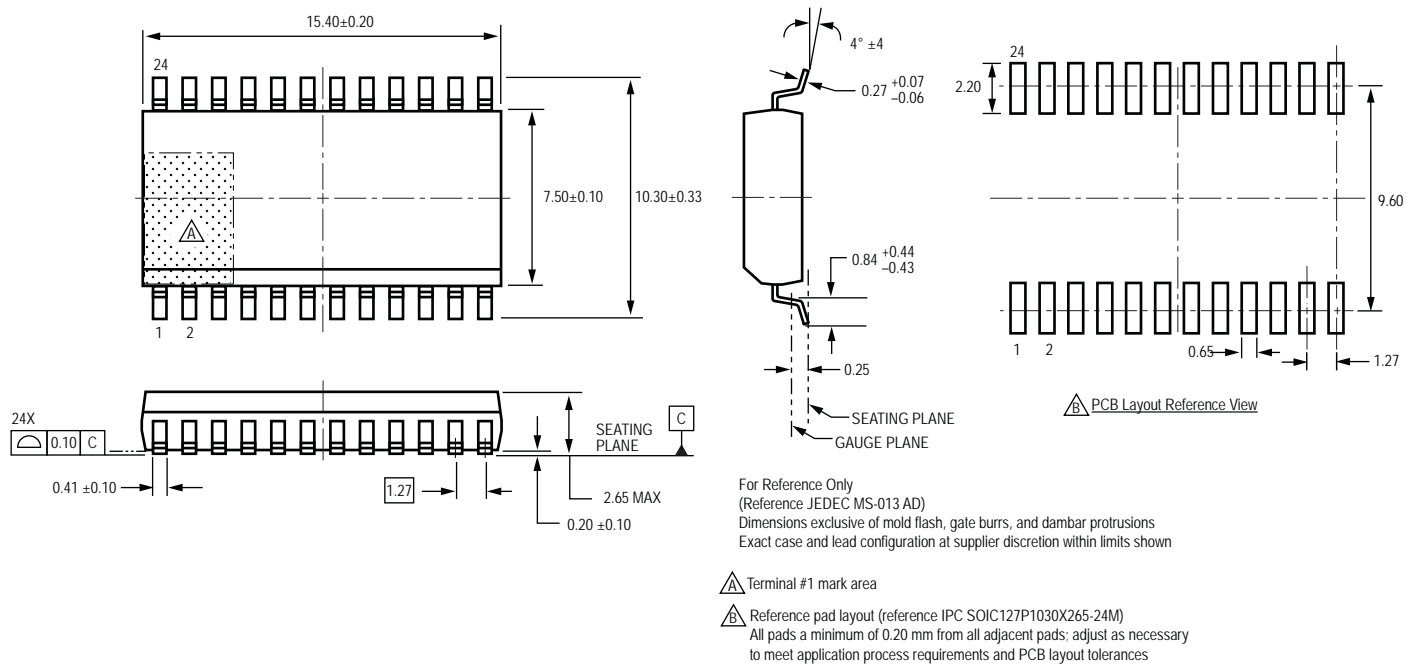 15.40±0.20
24
A
7.50±0.10
10.30±0.33
1 2
4° ±4
0.27 +0.07 –0.06
0.84 +0.44 –0.43
0.25
SEATING PLANE
GAUGE PLANE
24
2.20
9.60
1 2
0.65
1.27
B PCB Layout Reference View
24X
0.10 C
0.41 ±0.10
1.27
SEATING
PLANE
C
2.65 MAX
0.20 ±0.10
For Reference Only
(Reference JEDEC MS-013 AD)
Dimensions exclusive of mold flash, gate burrs, and dambar protrusions
Exact case and lead configuration at supplier discretion within limits shown
A Terminal #1 mark area
B Reference pad layout (reference IPC SOIC127P1030X265-24M)
All pads a minimum of 0.20 mm from all adjacent pads; adjust as necessary
to meet application process requirements and PCB layout tolerances